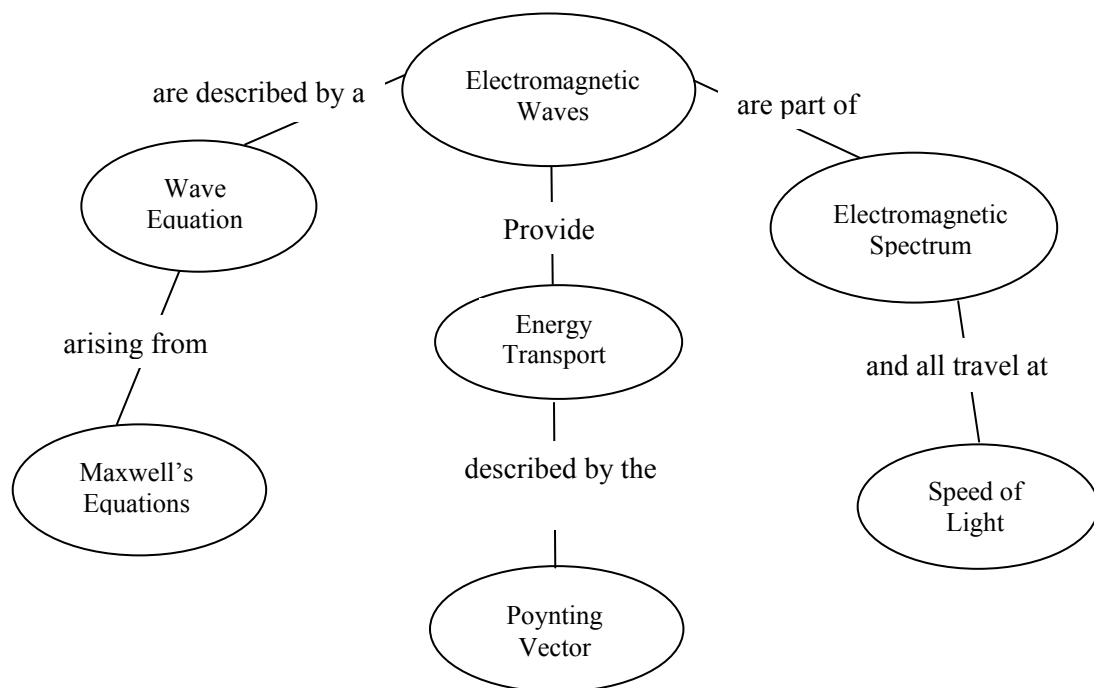 Electromagnetic
Waves
are described by a
are part of
Wave
Equation
Provide
Electromagnetic
Spectrum
arising from
Energy
Transport
and all travel at
Maxwell’s
Equations
described by the
Speed of
Light
Poynting
Vector